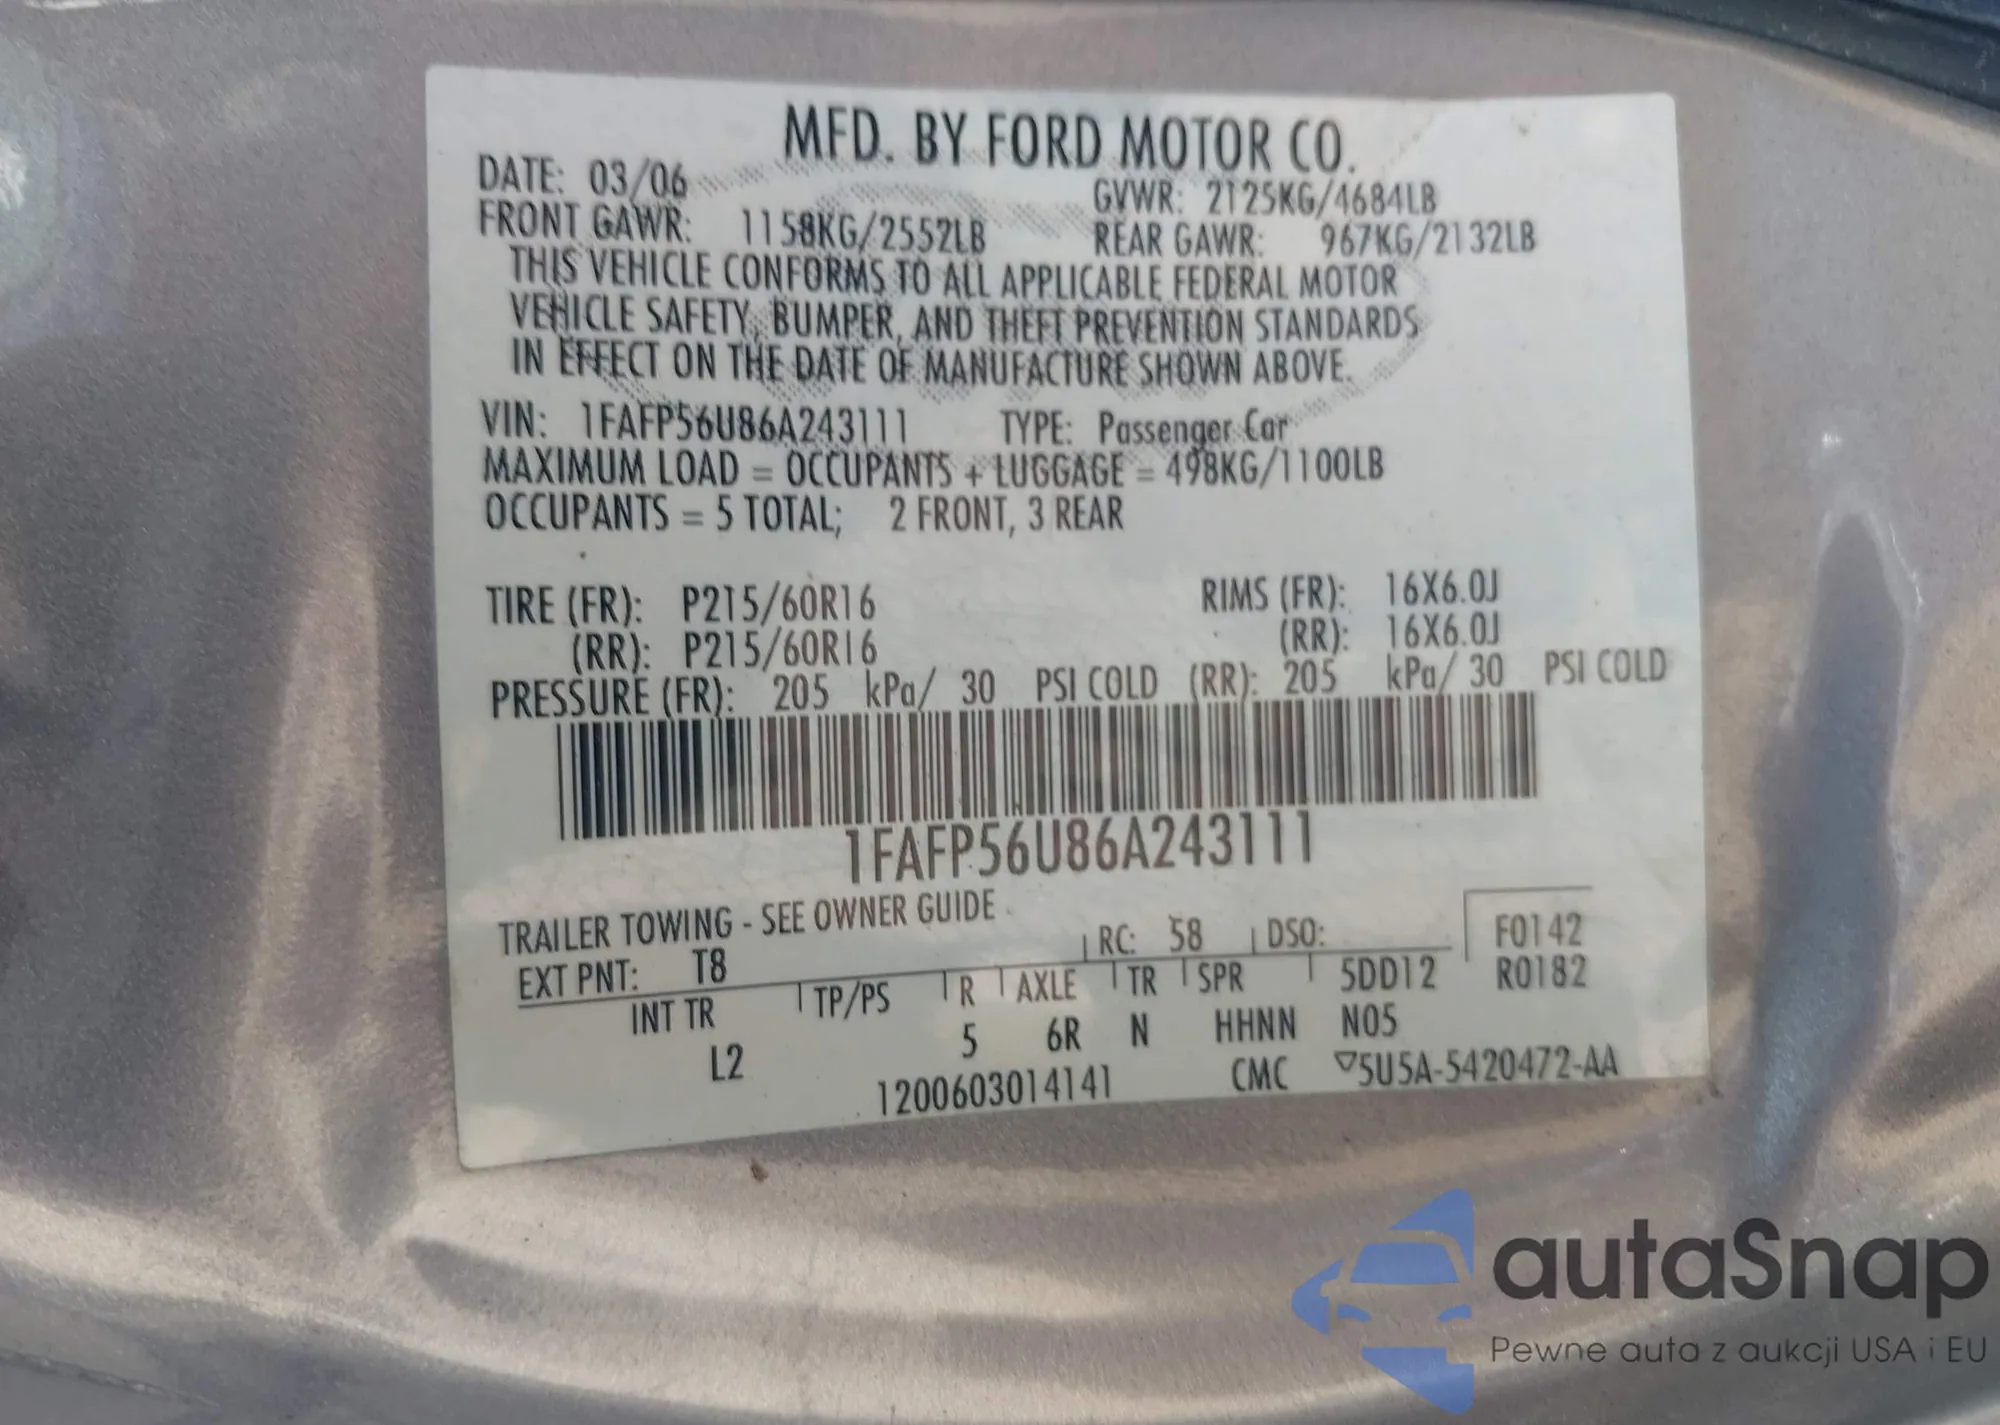 MFD. BY FORD MOTOR CO.
DATE: 03/06 GVWR: 2125KG/4684LB
FRONT GAWR: 1158KG/2552LB REAR GAWR: 967KG/2132LB
THIS VEHICLE CONFORMS TO ALL APPLICABLE FEDERAL MOTOR
VEHICLE SAFETY, BUMPER, AND THEFT PREVENTION STANDARDS
IN EFFECT ON THE DATE OF MANUFACTURE SHOWN ABOVE.
VIN: 1FAFP56U86A243111 TYPE: Passenger Car
MAXIMUM LOAD = OCCUPANTS + LUGGAGE = 498KG/1100LB
OCCUPANTS = 5 TOTAL; 2 FRONT, 3 REAR
TIRE (FR): P215/60R16 RIMS (FR): 16X6.0J
(RR): P215/60R16 (RR): 16X6.0J
PRESSURE (FR): 205 kPa/ 30 PSI COLD (RR): 205 kPa/ 30 PSI COLD
1FAFP56U86A243111
TRAILER TOWING - SEE OWNER GUIDE
EXT PNT: T8 RC: 58 DSO: F0142
INT TR TP/PS R AXLE TR SPR 5DD12 R0182
L2 5 6R N HHNN N05
1200603014141 CMC ▽5U5A-5420472-AA
autaSnap
Pewne auta z aukcji USA i EU